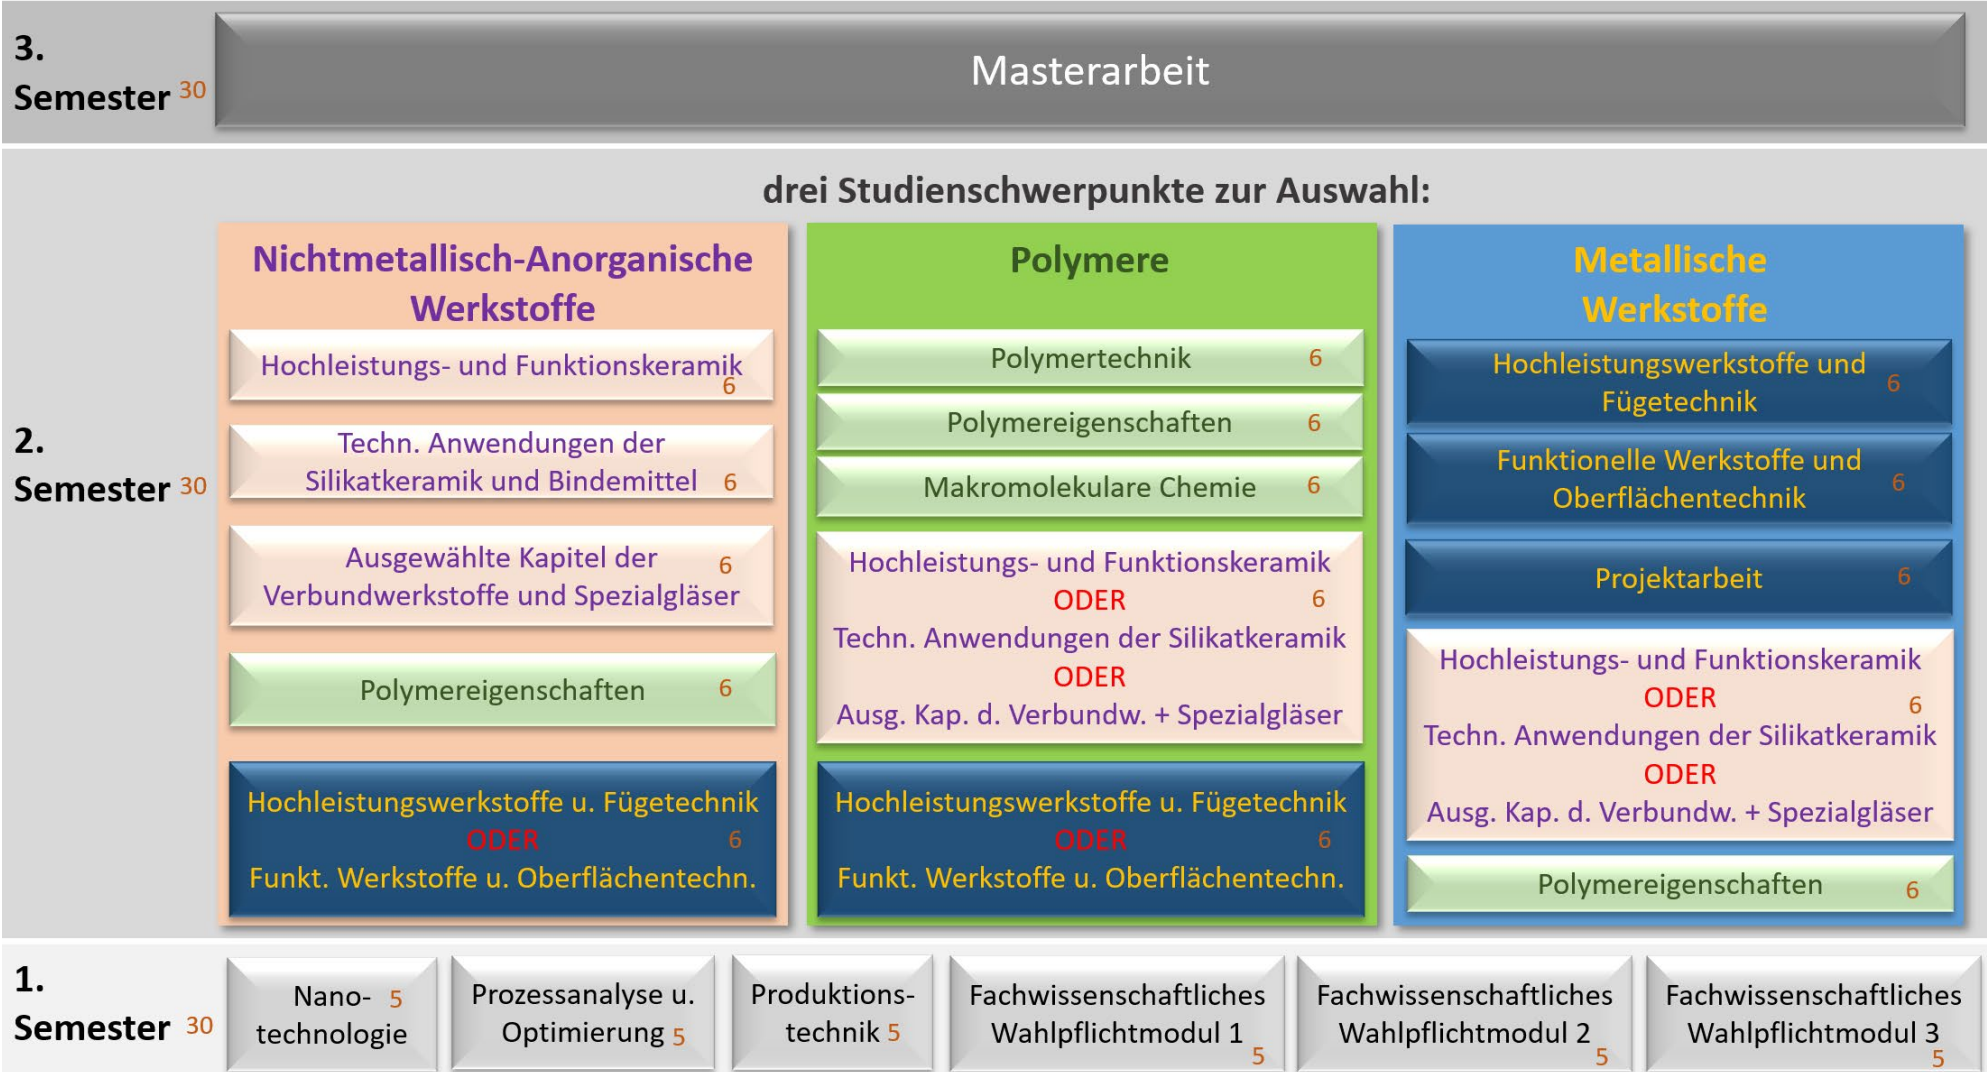 3.
Semester 30
Masterarbeit
drei Studienschwerpunkte zur Auswahl:
2.
Semester 30
Nichtmetallisch-Anorganische
Werkstoffe
Hochleistungs- und Funktionskeramik
6
Techn. Anwendungen der
Silikatkeramik und Bindemittel 6
Ausgewählte Kapitel der
6
Verbundwerkstoffe und Spezialgläser
Polymereigenschaften 6
Hochleistungswerkstoffe u. Fügetechnik
ODER 6
Funkt. Werkstoffe u. Oberflächentechn.
Polymere
Polymertechnik 6
Polymereigenschaften 6
Makromolekulare Chemie 6
Hochleistungs- und Funktionskeramik
ODER 6
Techn. Anwendungen der Silikatkeramik
ODER
Ausg. Kap. d. Verbundw. + Spezialgläser
Hochleistungswerkstoffe u. Fügetechnik
ODER 6
Funkt. Werkstoffe u. Oberflächentechn.
Metallische
Werkstoffe
Hochleistungswerkstoffe und
6
Fügetechnik
Funktionelle Werkstoffe und
Oberflächentechnik 6
Projektarbeit 6
Hochleistungs- und Funktionskeramik
ODER 6
Techn. Anwendungen der Silikatkeramik
ODER
Ausg. Kap. d. Verbundw. + Spezialgläser
Polymereigenschaften 6
1.
Semester 30
Nano- 5
technologie
Prozessanalyse u.
Optimierung 5
Produktions-
technik 5
Fachwissenschaftliches
Wahlpflichtmodul 1
5
Fachwissenschaftliches
Wahlpflichtmodul 2
5
Fachwissenschaftliches
Wahlpflichtmodul 3
5